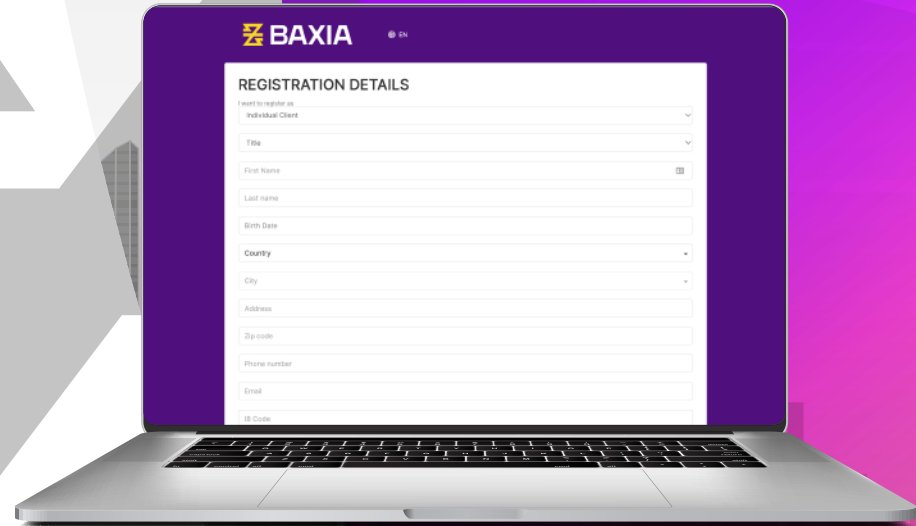 BAXIA
EN
REGISTRATION DETAILS
I want to register as
Individual Client
Title
First Name
Last name
Birth Date
Country
City
Address
Zip code
Phone number
Email
IB Code